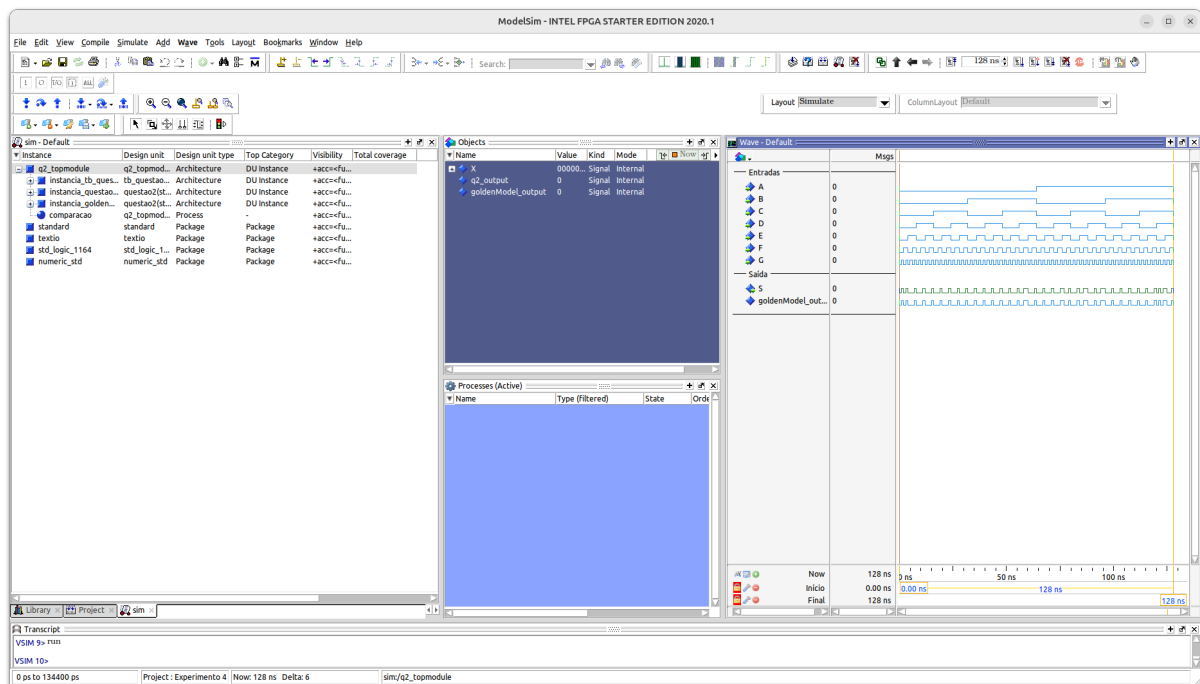 ModelSim - INTEL FPGA STARTER EDITION 2020.1
File Edit View Compile Simulate Add Wave Tools Layout Bookmarks Window Help
Search:
128 ns
Layout Simulate
ColumnLayout Default
sim - Default
Instance Design unit Design unit type Top Category Visibility Total coverage
q2_topmodule q2_topmod... Architecture DU Instance +acc=<fu...
instancia_tb_ques... tb_questao... Architecture DU Instance +acc=<fu...
instancia_questao... questao2(st... Architecture DU Instance +acc=<fu...
instancia_golden... questao2(st... Architecture DU Instance +acc=<fu...
comparacao q2_topmod... Process - +acc=<fu...
standard standard Package Package +acc=<fu...
textio textio Package Package +acc=<fu...
std_logic_1164 std_logic_1... Package Package +acc=<fu...
numeric_std numeric_std Package Package +acc=<fu...
Library Project sim
Objects
Name Value Kind Mode Now
X 00000... Signal Internal
q2_output 0 Signal Internal
goldenModel_output 0 Signal Internal
Processes (Active)
Name Type (filtered) State Orde
Wave - Default
Msgs
Entradas
A 0
B 0
C 0
D 0
E 0
F 0
G 0
Saída
S 0
goldenModel_out... 0
Now 128 ns
Início 0.00 ns
Final 128 ns
0 ns 50 ns 100 ns
0.00 ns 128 ns
128 ns
Transcript
VSIM 9> run
VSIM 10>
0 ps to 134400 ps Project : Experimento 4 Now: 128 ns Delta: 6 sim:/q2_topmodule